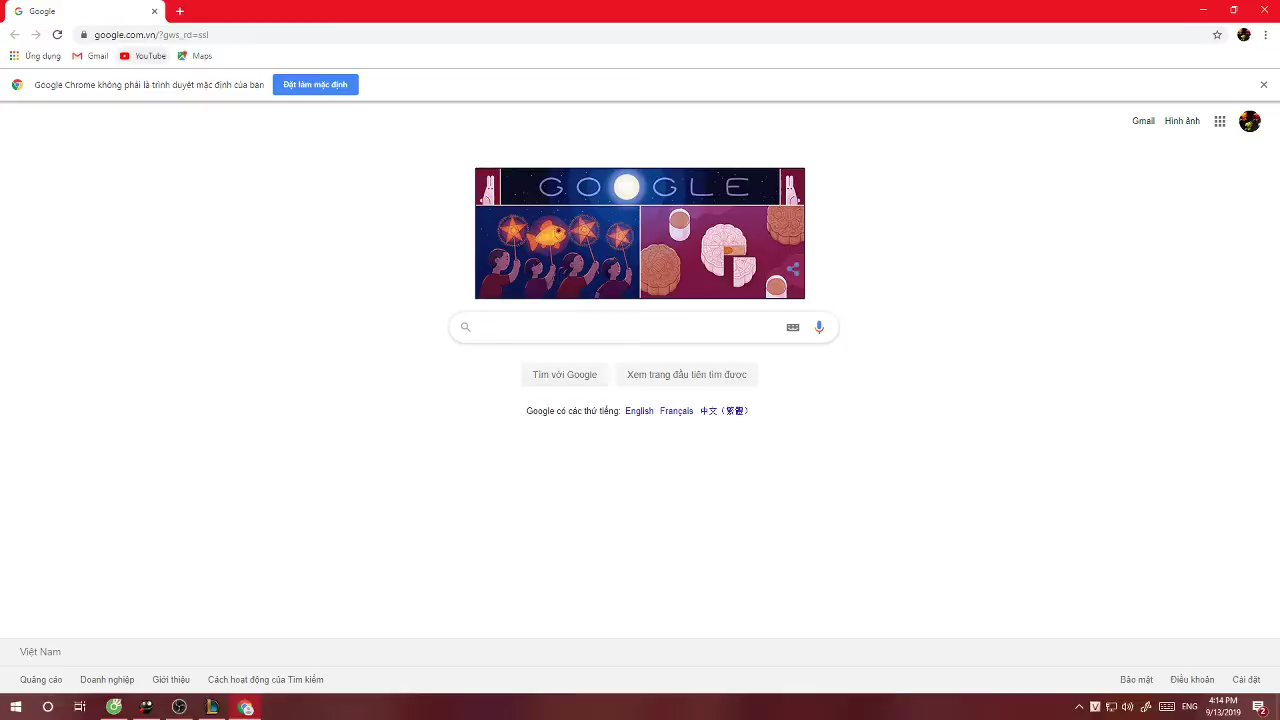 Google
google.com.vn/?gws_rd=ssl
Ứng dụng Gmail YouTube Maps
Google Chrome không phải là trình duyệt mặc định của bạn Đặt làm mặc định
Gmail Hình ảnh
GOOGLE
Tìm với Google Xem trang đầu tiên tìm được
Google có các thứ tiếng: English Français 中文（繁體）
Việt Nam
Quảng cáo Doanh nghiệp Giới thiệu Cách hoạt động của Tìm kiếm Bảo mật Điều khoản Cài đặt
V ENG 4:14 PM
9/13/2019 2